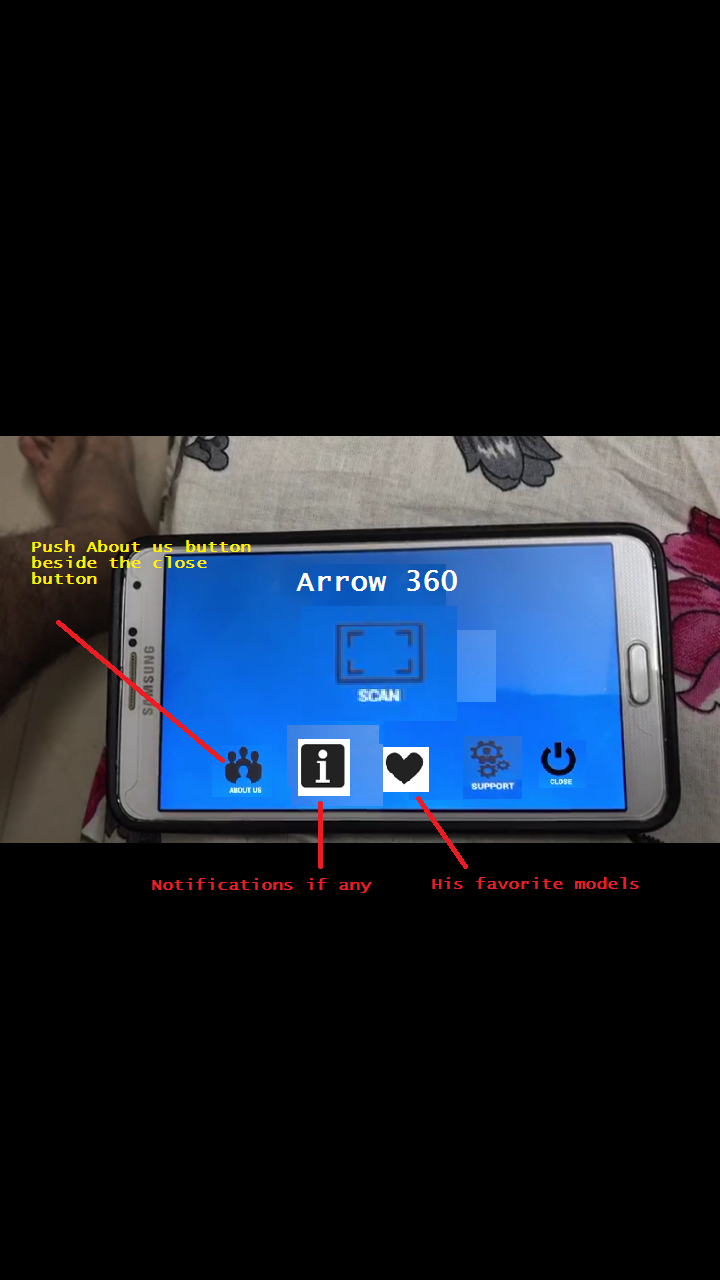 Push About us button
beside the close
button
Arrow 360
SAMSUNG
SCAN
ABOUT US
i
SUPPORT
CLOSE
Notifications if any
His favorite models